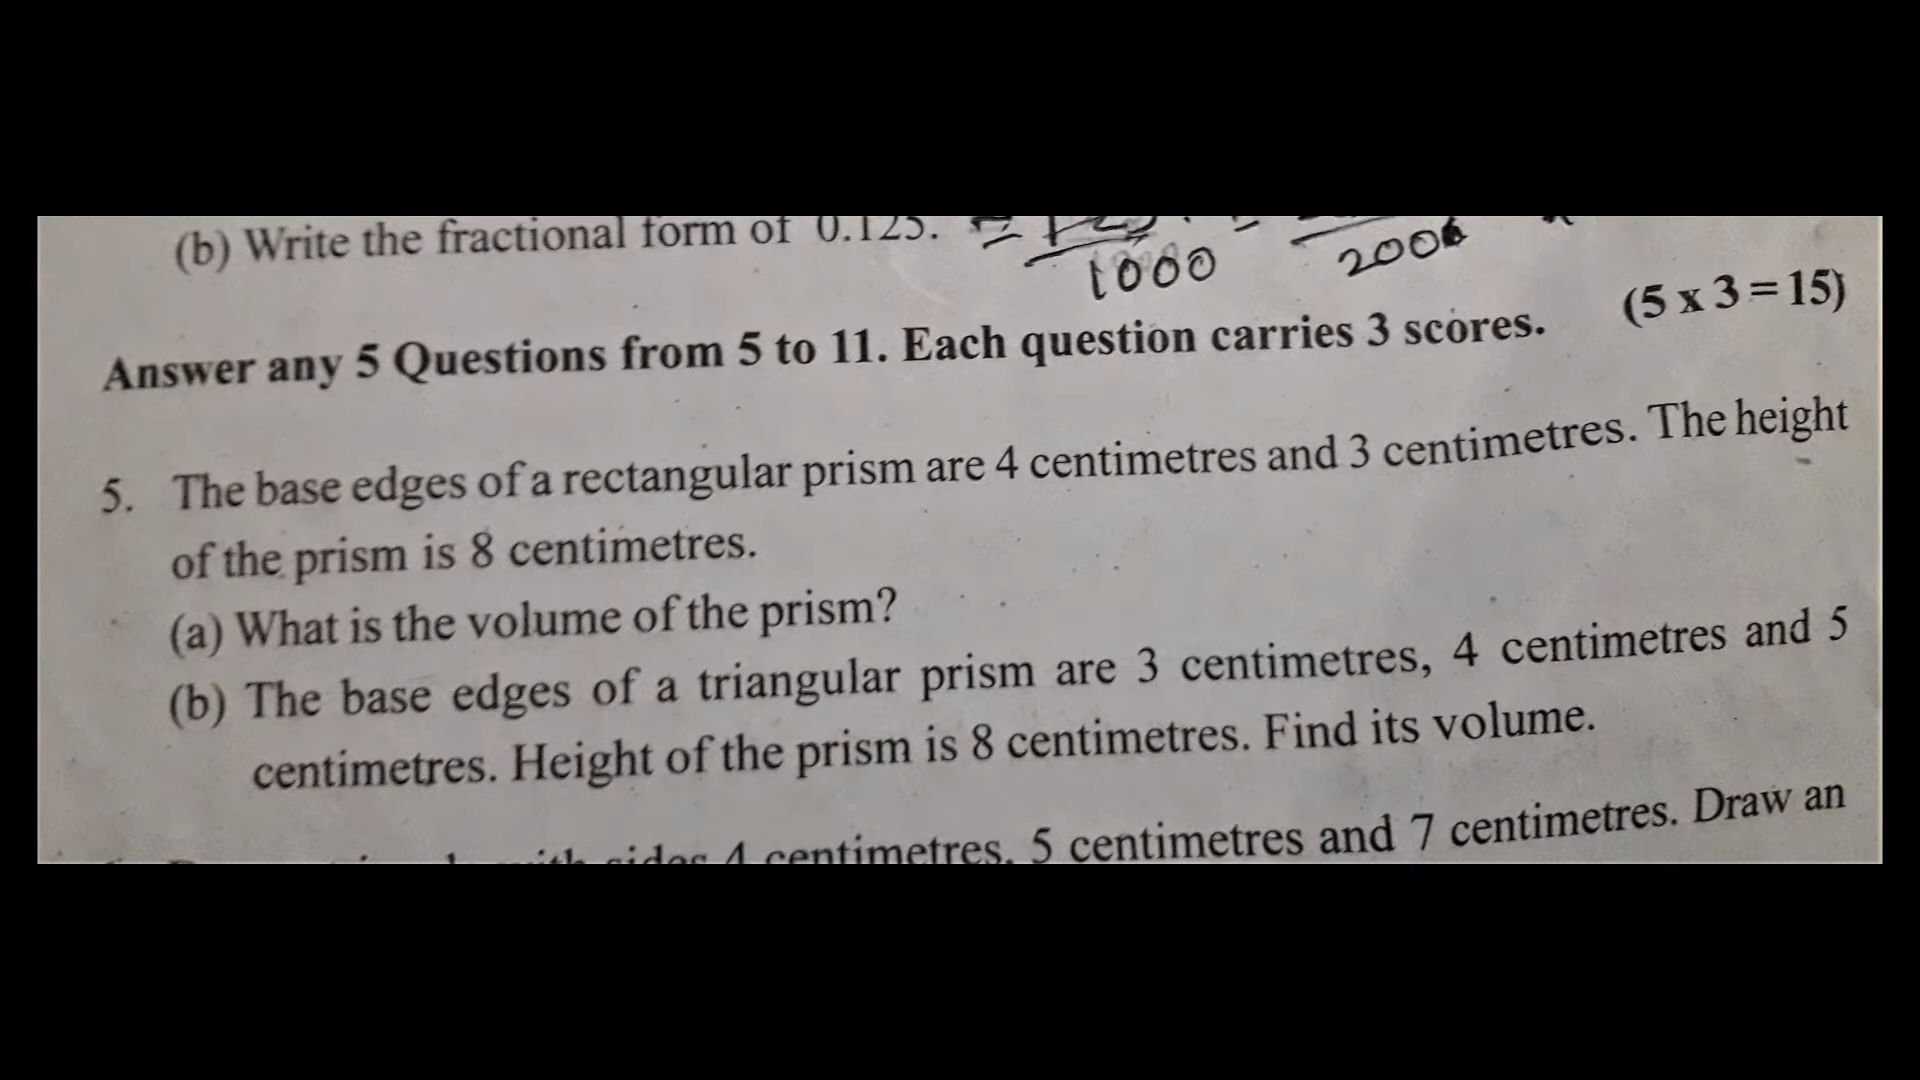 (b) Write the fractional form of 0.125. =
1000 2000
Answer any 5 Questions from 5 to 11. Each question carries 3 scores. (5 x 3 = 15)
5. The base edges of a rectangular prism are 4 centimetres and 3 centimetres. The height
of the prism is 8 centimetres.
(a) What is the volume of the prism?
(b) The base edges of a triangular prism are 3 centimetres, 4 centimetres and 5
centimetres. Height of the prism is 8 centimetres. Find its volume.
with sides 4 centimetres, 5 centimetres and 7 centimetres. Draw an